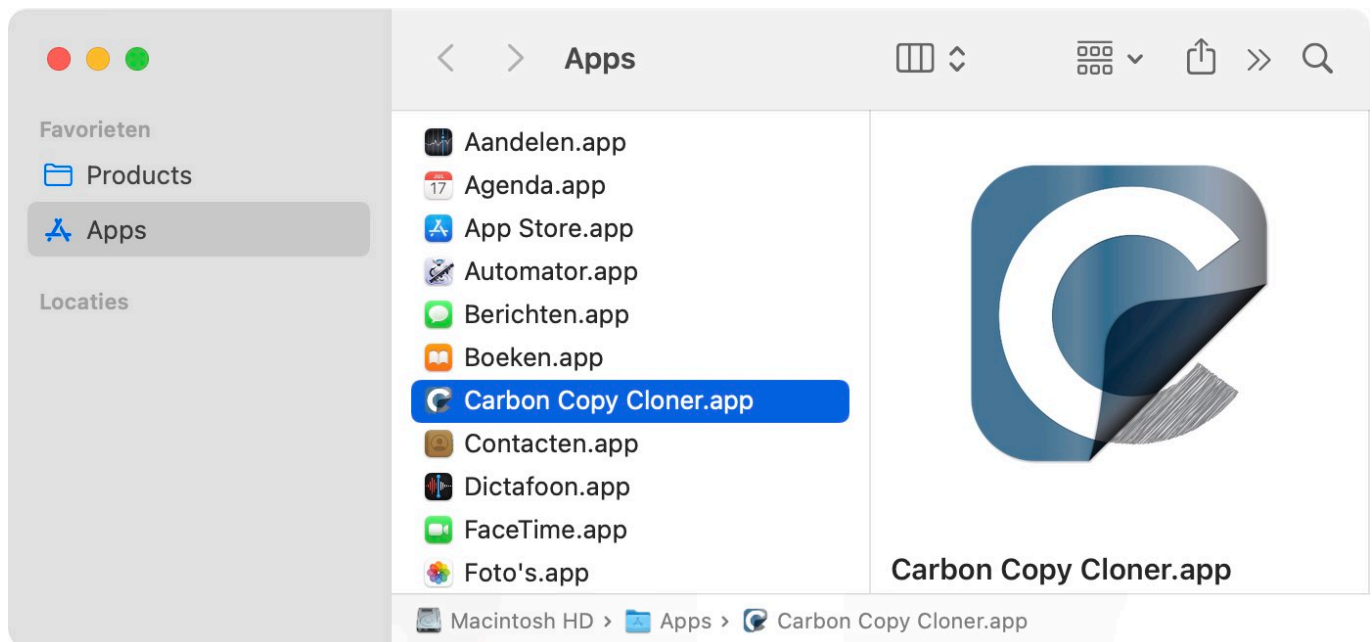 Apps
Favorieten
Products
Apps
Locaties
Aandelen.app
JUL
17
Agenda.app
App Store.app
Automator.app
Berichten.app
Boeken.app
Carbon Copy Cloner.app
Contacten.app
Dictafoon.app
FaceTime.app
Foto's.app
Carbon Copy Cloner.app
Macintosh HD › Apps › Carbon Copy Cloner.app